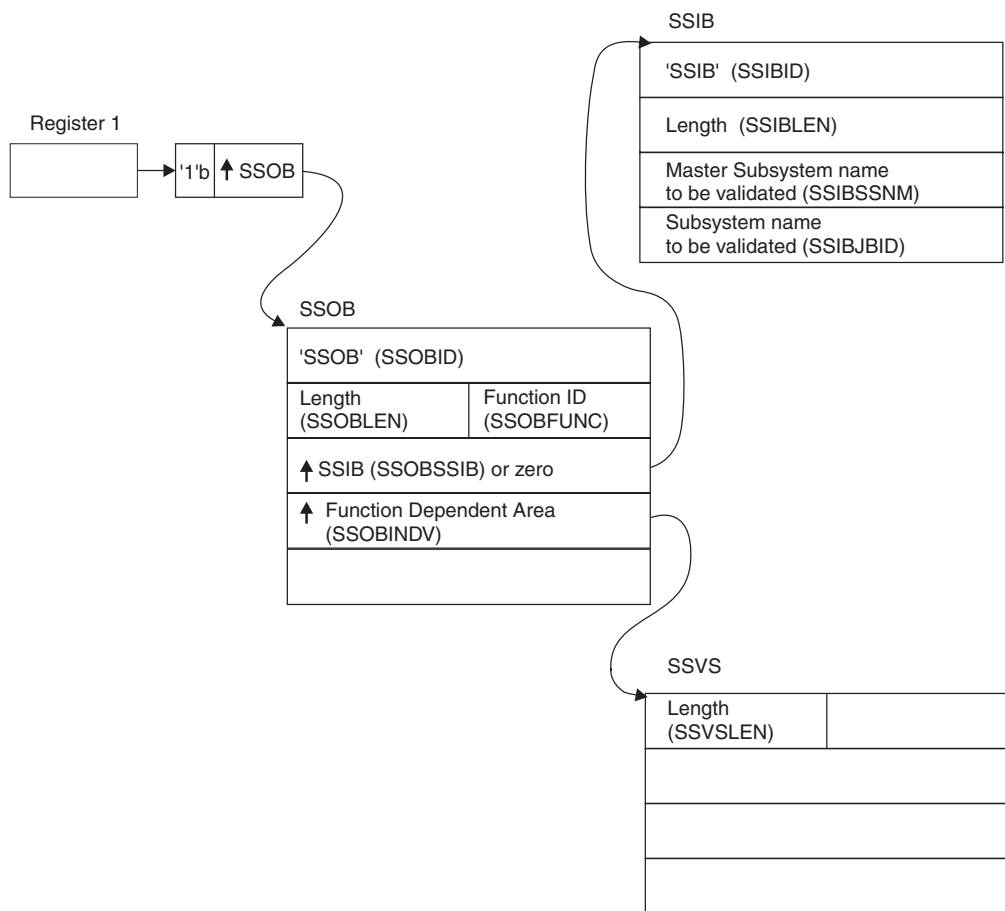 SSIB
'SSIB' (SSIBID)
Length (SSIBLEN)
Master Subsystem name
to be validated (SSIBSSNM)
Subsystem name
to be validated (SSIBJBID)
Register 1
'1'b ↑ SSOB
SSOB
'SSOB' (SSOBID)
Length
(SSOBLEN)
Function ID
(SSOBFUNC)
↑ SSIB (SSOBSSIB) or zero
↑ Function Dependent Area
(SSOBINDV)
SSVS
Length
(SSVSLEN)